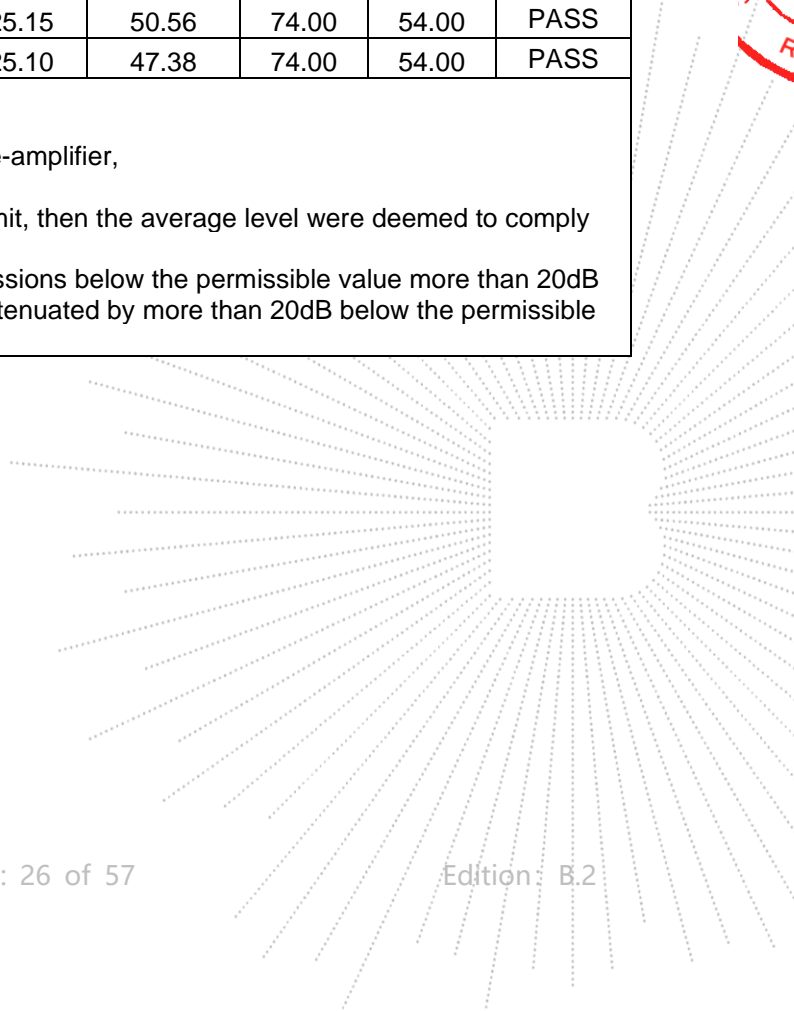 25.15 50.56 74.00 54.00 PASS
25.10 47.38 74.00 54.00 PASS
e-amplifier,
mit, then the average level were deemed to comply
ssions below the permissible value more than 20dB
ttenuated by more than 20dB below the permissible
: 26 of 57 Edition: B.2
R